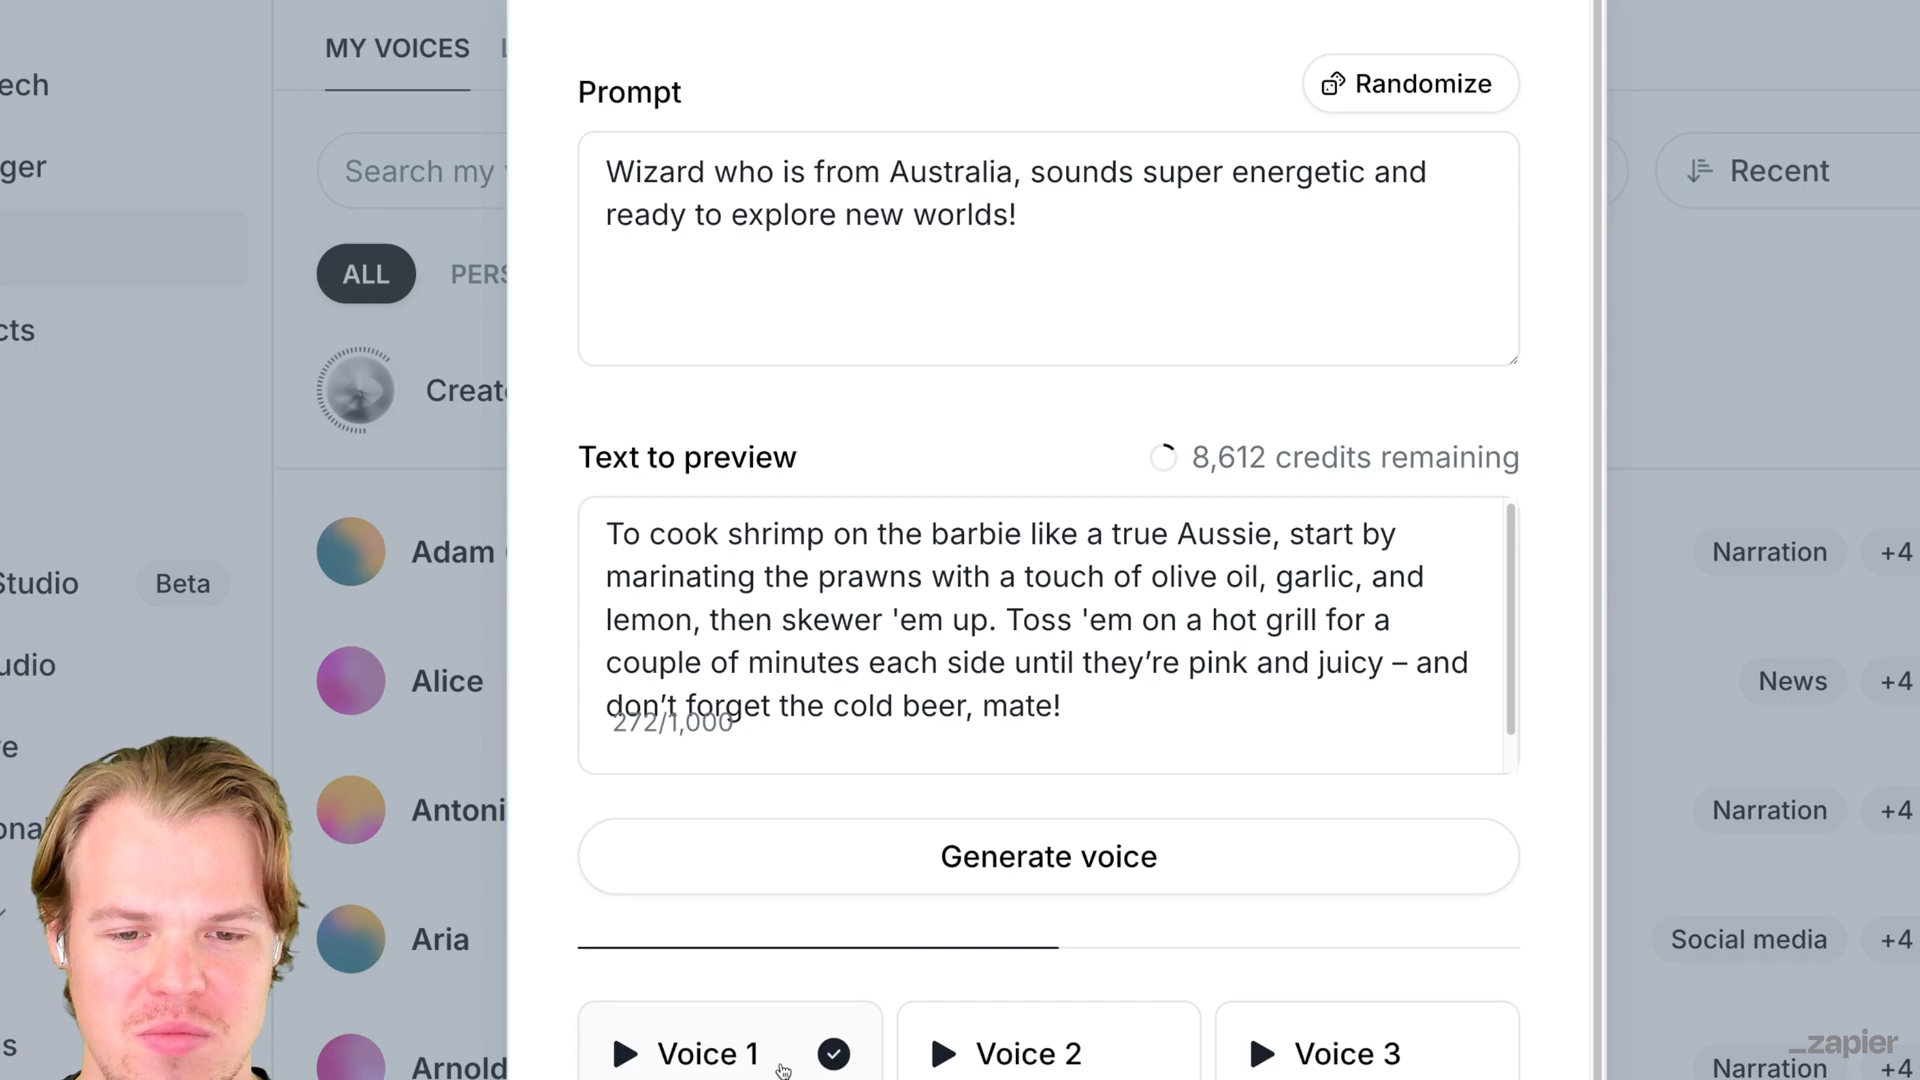 MY VOICES
Prompt
Randomize
ech
ger
Search my
Wizard who is from Australia, sounds super energetic and
ready to explore new worlds!
Recent
ALL
PERS
cts
Create
Text to preview
8,612 credits remaining
To cook shrimp on the barbie like a true Aussie, start by
marinating the prawns with a touch of olive oil, garlic, and
lemon, then skewer 'em up. Toss 'em on a hot grill for a
couple of minutes each side until they’re pink and juicy – and
don’t forget the cold beer, mate!
272/1,000
Adam
Narration +4
Studio Beta
udio
Alice
News +4
e
Antoni
Narration +4
ona
Generate voice
Aria
Social media +4
s
Voice 1
Voice 2
Voice 3
Arnold
Narration +4
_zapier